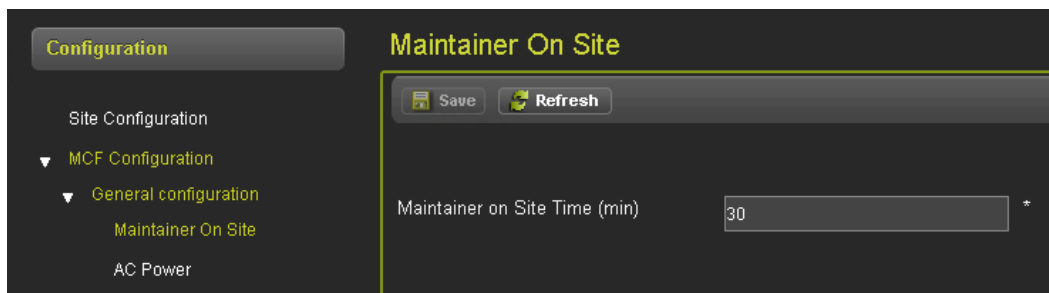 Configuration
Site Configuration
MCF Configuration
General configuration
Maintainer On Site
AC Power
Maintainer On Site
Save Refresh
Maintainer on Site Time (min) 30 *